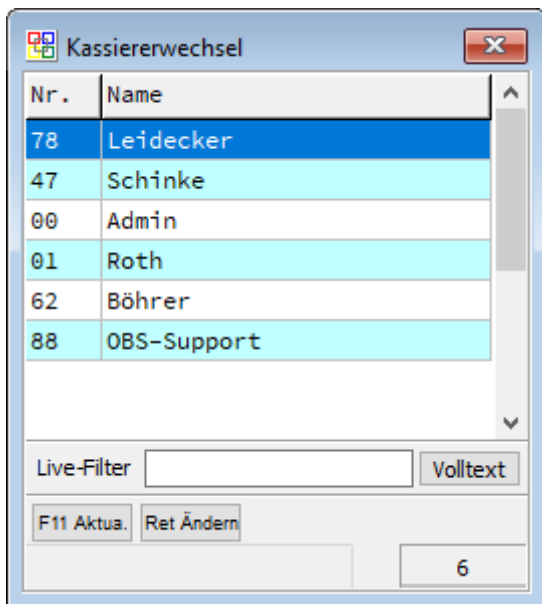 Kassiererwechsel
Nr. Name
78 Leidecker
47 Schinke
00 Admin
01 Roth
62 Böhrer
88 OBS-Support
Live-Filter Volltext
F11 Aktua. Ret Ändern
6